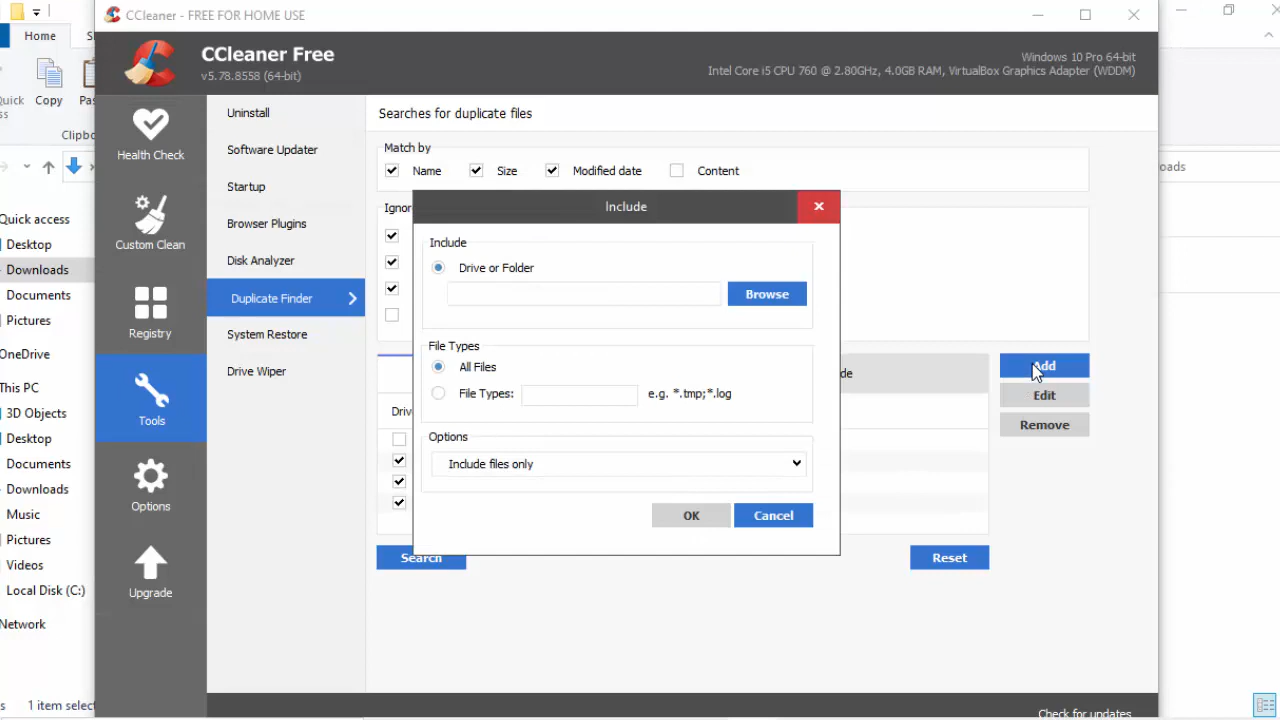 CCleaner - FREE FOR HOME USE
Home
CCleaner Free
v5.78.8558 (64-bit)
Windows 10 Pro 64-bit
Intel Core i5 CPU 760 @ 2.80GHz, 4.0GB RAM, VirtualBox Graphics Adapter (WDDM)
Copy
Clipbo
Quick access
Desktop
Downloads
Documents
Pictures
OneDrive
This PC
3D Objects
Desktop
Documents
Downloads
Music
Pictures
Videos
Local Disk (C:)
Network
1 item select
Health Check
Custom Clean
Registry
Tools
Options
Upgrade
Uninstall
Software Updater
Startup
Browser Plugins
Disk Analyzer
Duplicate Finder
System Restore
Drive Wiper
Searches for duplicate files
Match by
Name
Size
Modified date
Content
Ignor
Include
Include
Drive or Folder
Browse
File Types
All Files
File Types:
e.g. *.tmp;*.log
Options
Include files only
OK
Cancel
de
Driv
Add
Edit
Remove
Search
Reset
Check for updates
oads